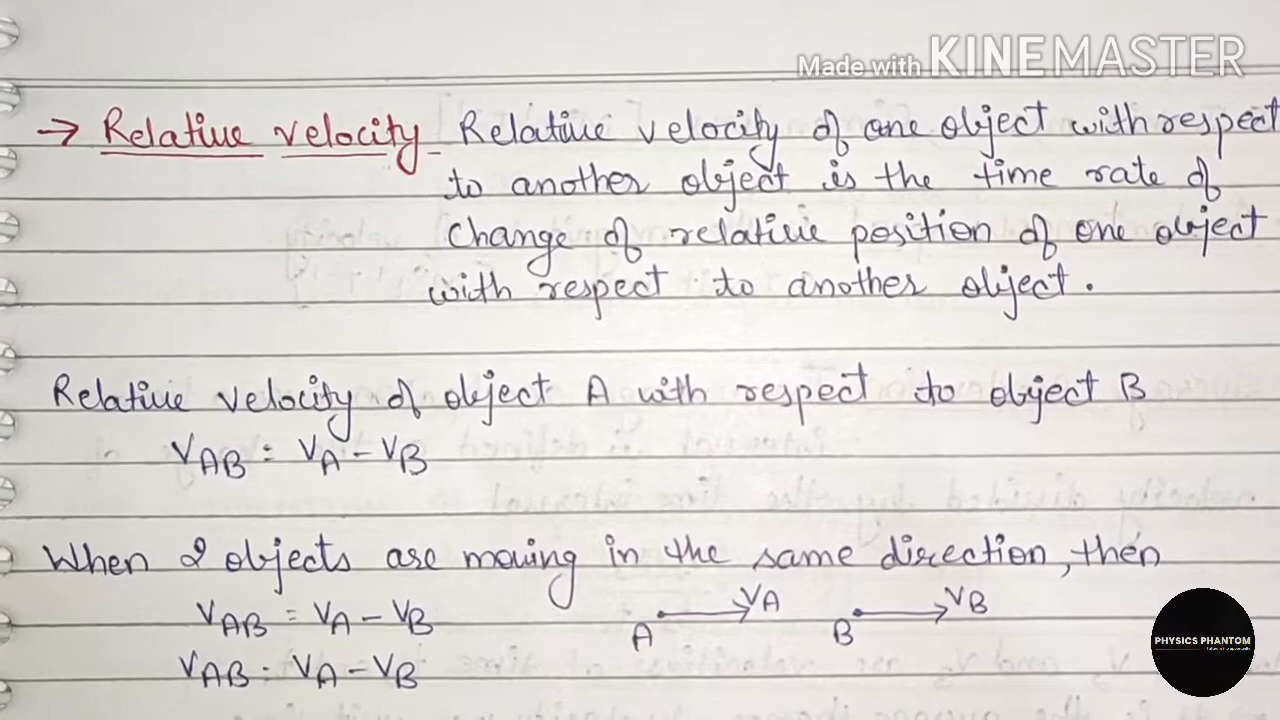 Made with KINEMASTER
→ Relative velocity - Relative velocity of one object with respect
to another object is the time rate of
change of relative position of one object
with respect to another object.
Relative velocity of object A with respect to object B
VAB = VA - VB
When 2 objects are moving in the same direction, then
VAB = VA - VB
A VA B VB
VAB = VA - VB
PHYSICS PHANTOM